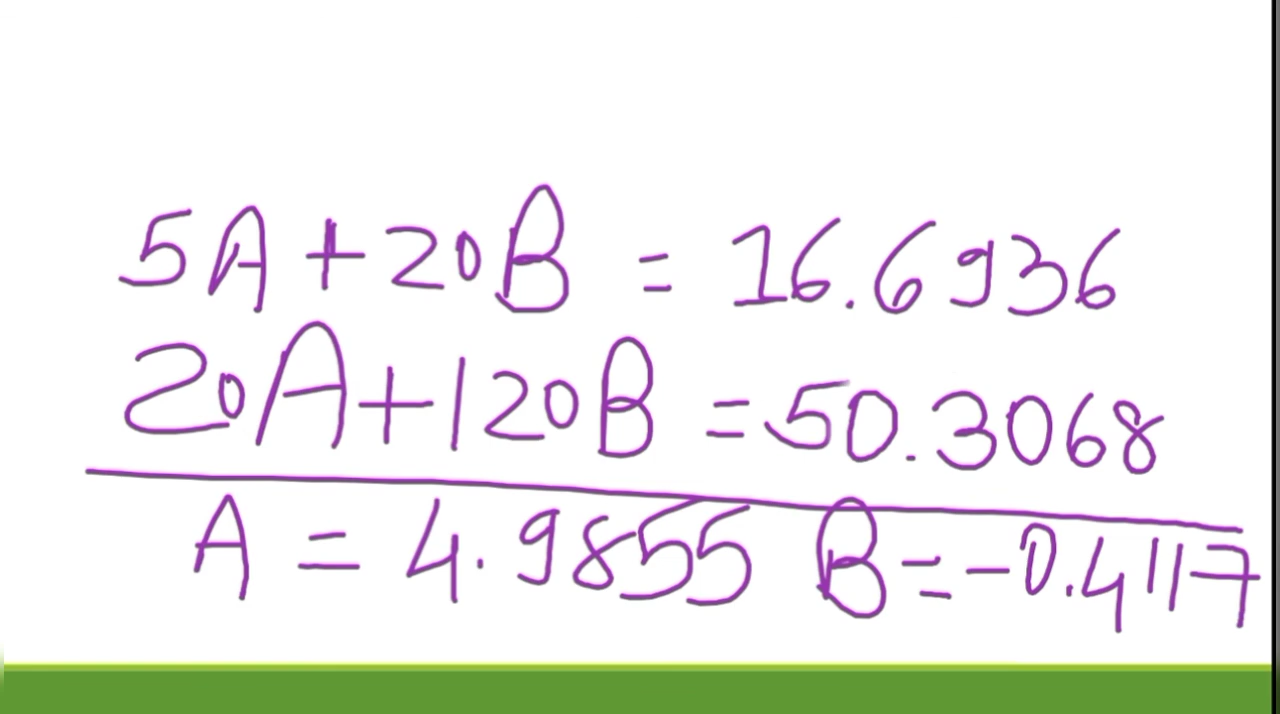 5A+20B = 16.6936
20A+120B = 50.3068
A = 4.9855 B = -0.4117